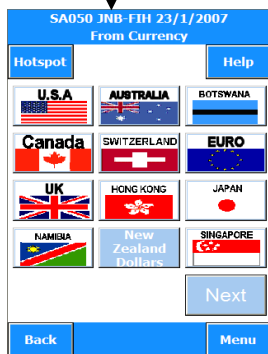 SA050 JNB-FIH 23/1/2007
From Currency
Hotspot Help
U.S.A AUSTRALIA BOTSWANA
Canada SWITZERLAND EURO
UK HONG KONG JAPAN
NAMIBIA New Zealand Dollars SINGAPORE
Next
Back Menu